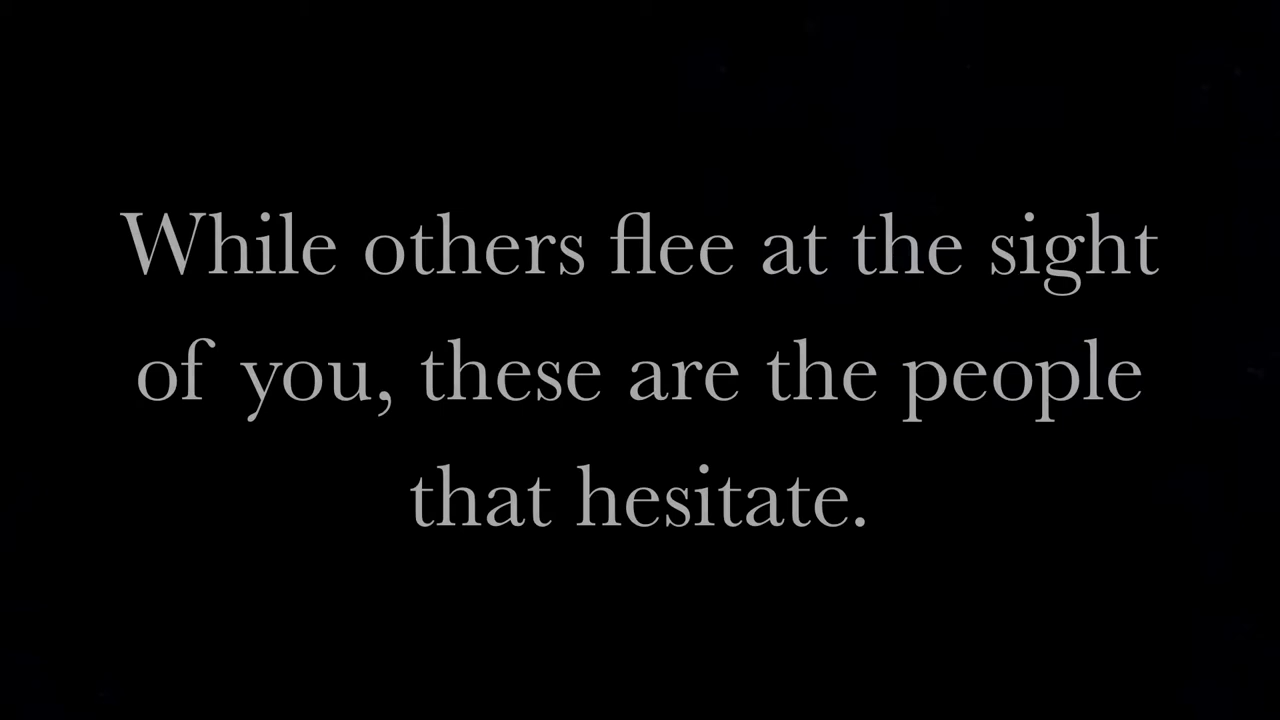 While others flee at the sight
of you, these are the people
that hesitate.